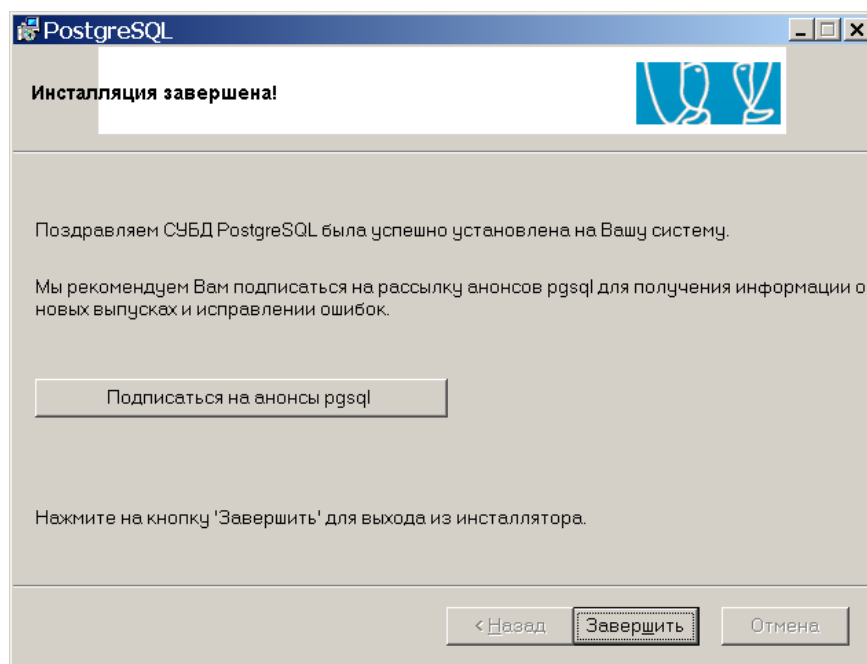 PostgreSQL
Инсталляция завершена!
Поздравляем СУБД PostgreSQL была успешно установлена на Вашу систему.
Мы рекомендуем Вам подписаться на рассылку анонсов pgsql для получения информации о
новых выпусках и исправлении ошибок.
Подписаться на анонсы pgsql
Нажмите на кнопку 'Завершить' для выхода из инсталлятора.
< Назад Завершить Отмена